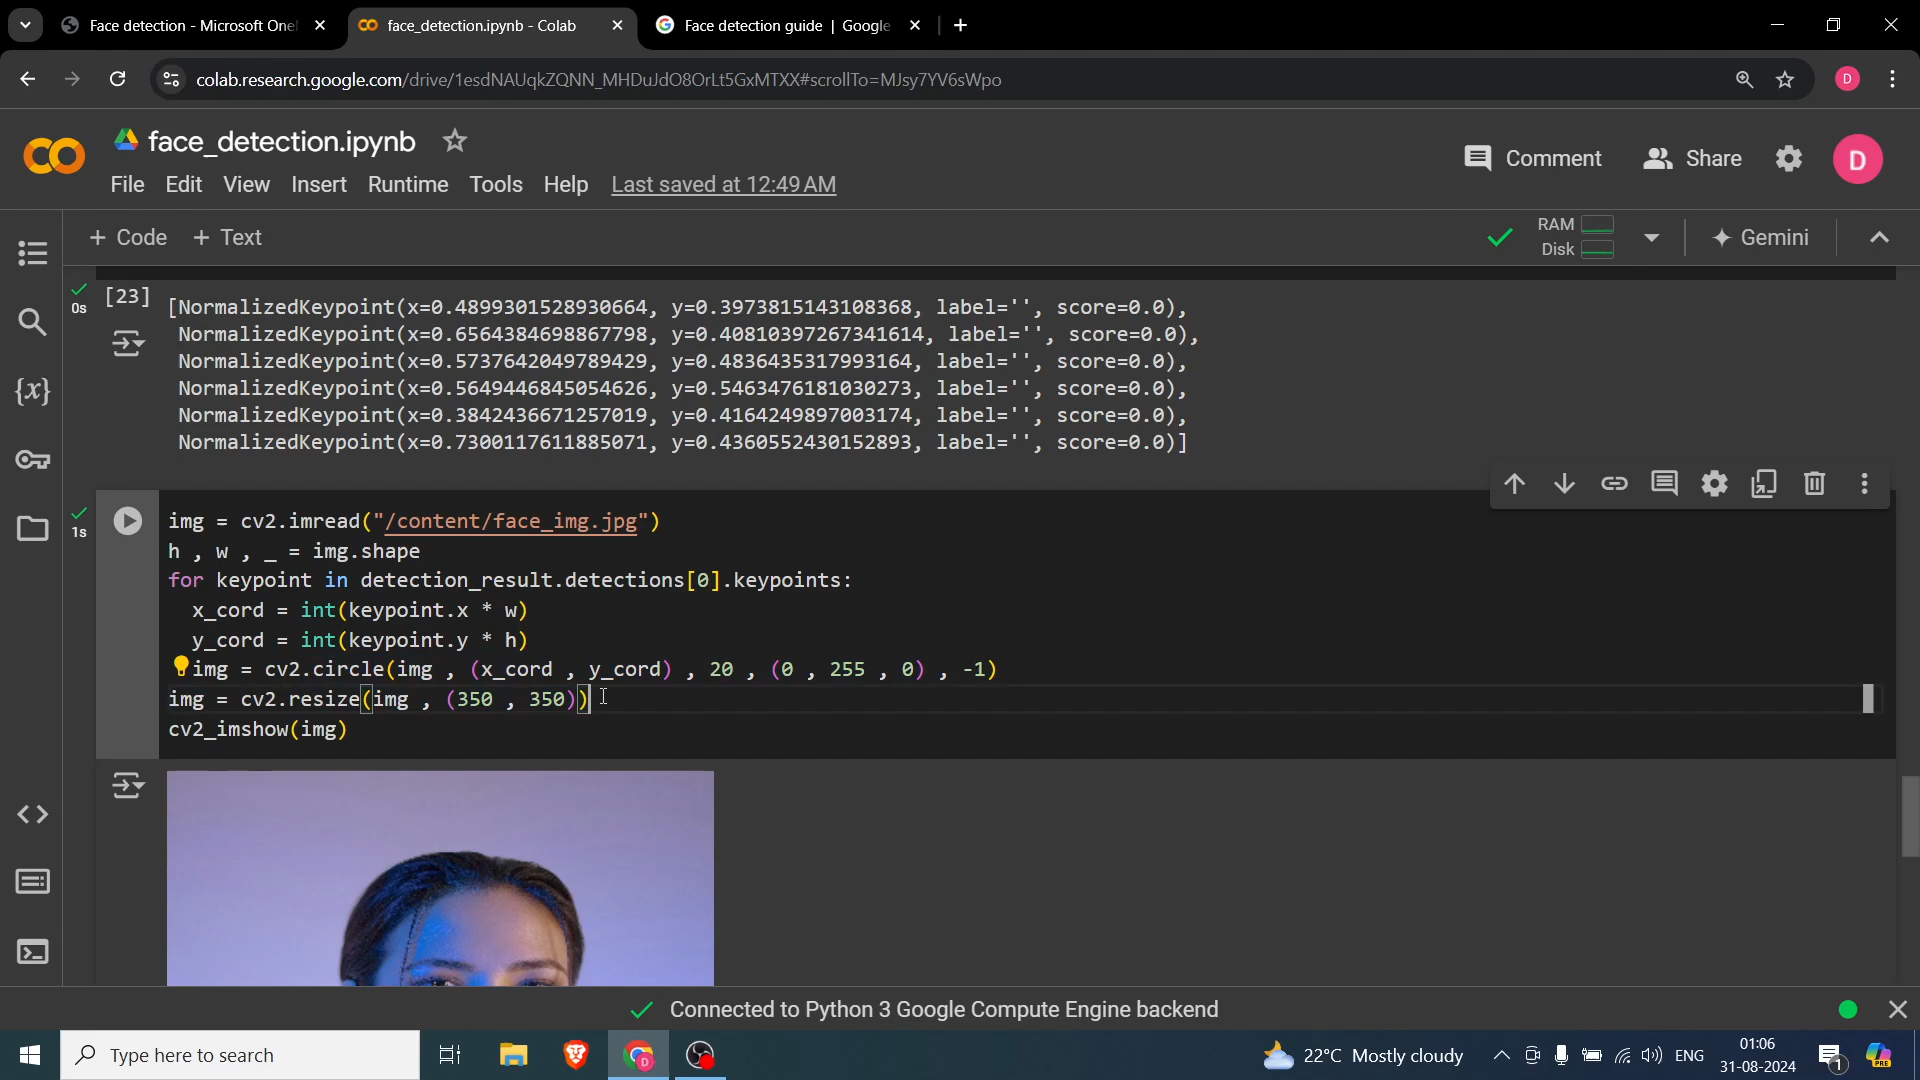 Face detection - Microsoft One
face_detection.ipynb - Colab
Face detection guide | Google
colab.research.google.com/drive/1esdNAUqkZQNN_MHDuJdO8OrLt5GxMTXX#scrollTo=MJsy7YV6sWpo
D
face_detection.ipynb
Comment
Share
D
File Edit View Insert Runtime Tools Help Last saved at 12:49 AM
+ Code + Text
RAM
Disk
Gemini
[23]
0s
[NormalizedKeypoint(x=0.4899301528930664, y=0.3973815143108368, label='', score=0.0),
NormalizedKeypoint(x=0.6564384698867798, y=0.40810397267341614, label='', score=0.0),
NormalizedKeypoint(x=0.5737642049789429, y=0.4836435317993164, label='', score=0.0),
NormalizedKeypoint(x=0.5649446845054626, y=0.5463476181030273, label='', score=0.0),
NormalizedKeypoint(x=0.3842436671257019, y=0.4164249897003174, label='', score=0.0),
NormalizedKeypoint(x=0.7300117611885071, y=0.4360552430152893, label='', score=0.0)]
1s
img = cv2.imread("/content/face_img.jpg")
h , w , _ = img.shape
for keypoint in detection_result.detections[0].keypoints:
x_cord = int(keypoint.x * w)
y_cord = int(keypoint.y * h)
img = cv2.circle(img , (x_cord , y_cord) , 20 , (0 , 255 , 0) , -1)
img = cv2.resize(img , (350 , 350))
cv2_imshow(img)
{x}
Connected to Python 3 Google Compute Engine backend
Type here to search
22°C Mostly cloudy
ENG
01:06
31-08-2024
1
PRE